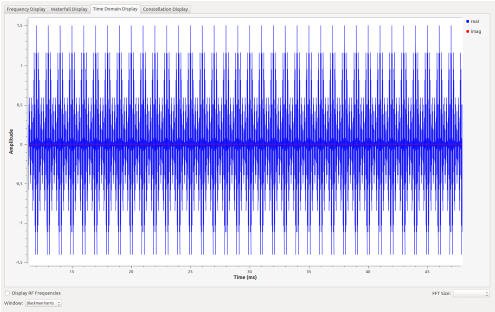 Frequency Display Waterfall Display Time Domain Display Constellation Display
real
imag
1,5
1
0,5
0
-0,5
-1
-1,5
Amplitude
15 20 25 30 35 40 45
Time (ms)
Display RF Frequencies
FFT Size:
Window: Blackman-harris